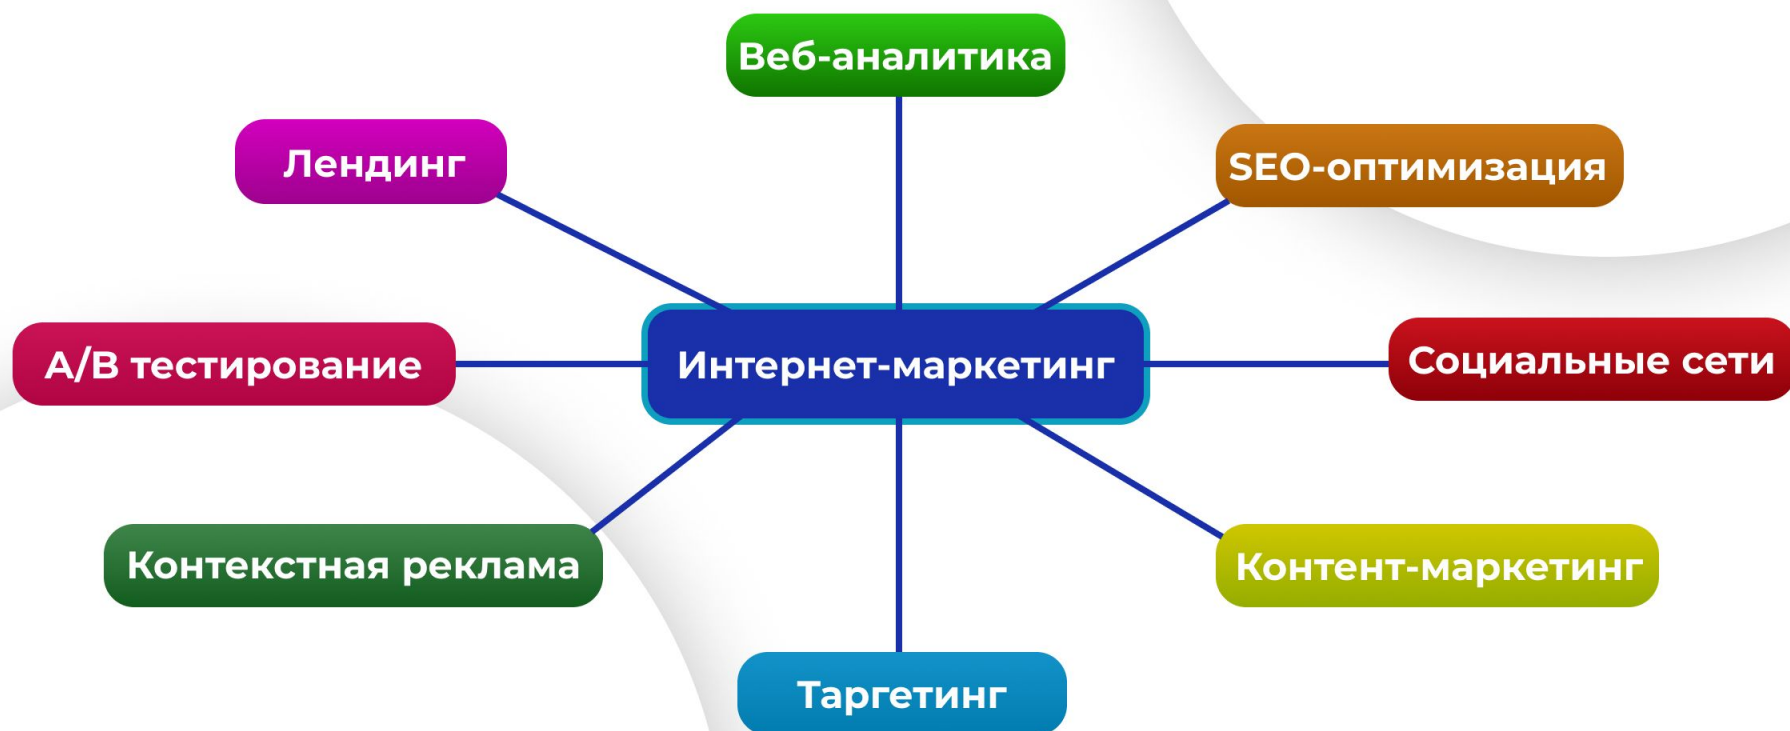 Веб-аналитика
Лендинг
SEO-оптимизация
А/В тестирование
Интернет-маркетинг
Социальные сети
Контекстная реклама
Контент-маркетинг
Таргетинг